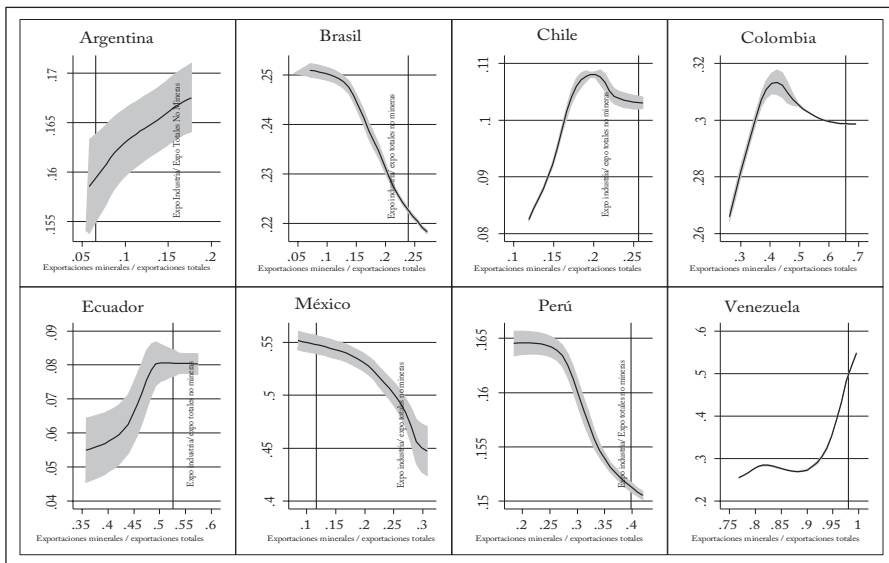 Argentina
.17
.165
.16
.155
Expo Industria/ Expo Totales No Mineras
.05 .1 .15 .2
Exportaciones minerales / exportaciones totales
Brasil
.25
.24
.23
.22
Expo industria/ expo totales no mineras
.05 .1 .15 .2 .25
Exportaciones minerales / exportaciones totales
Chile
.11
.1
.09
.08
Expo industria/ expo totales no mineras
.1 .15 .2 .25
Exportaciones minerales / exportaciones totales
Colombia
.32
.3
.28
.26
.3 .4 .5 .6 .7
Exportaciones minerales / exportaciones totales
Ecuador
.09
.08
.07
.06
.05
.04
Expo industria/ expo totales no mineras
.35 .4 .45 .5 .55 .6
Exportaciones minerales / exportaciones totales
México
.55
.5
.45
.4
Expo industria/ expo totales no mineras
.1 .15 .2 .25 .3
Exportaciones minerales / exportaciones totales
Perú
.165
.16
.155
.15
Expo industria/ Expo totales no mineras
.2 .25 .3 .35 .4
Exportaciones minerales / exportaciones totales
Venezuela
.6
.5
.4
.3
.2
.75 .8 .85 .9 .95 1
Exportaciones minerales / exportaciones totales